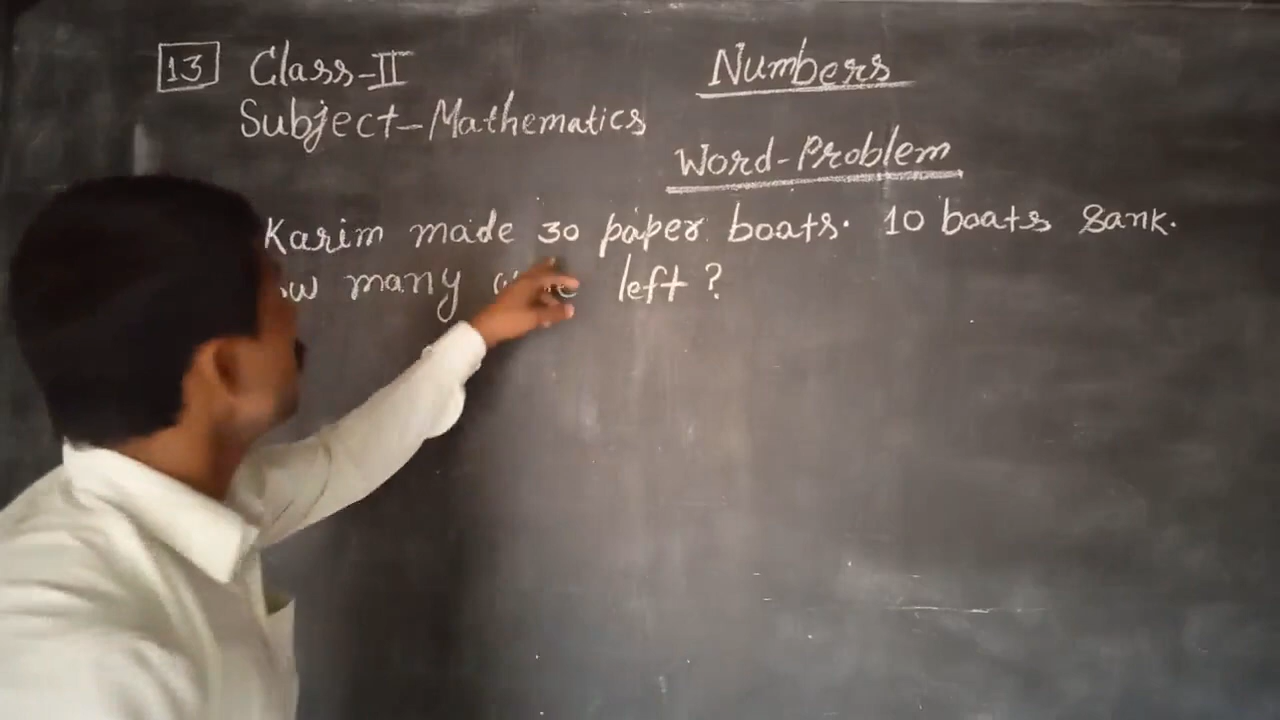 13 Class-II
Subject-Mathematics
Numbers
Word-Problem
Karim made 30 paper boats. 10 boats sank.
many left ?